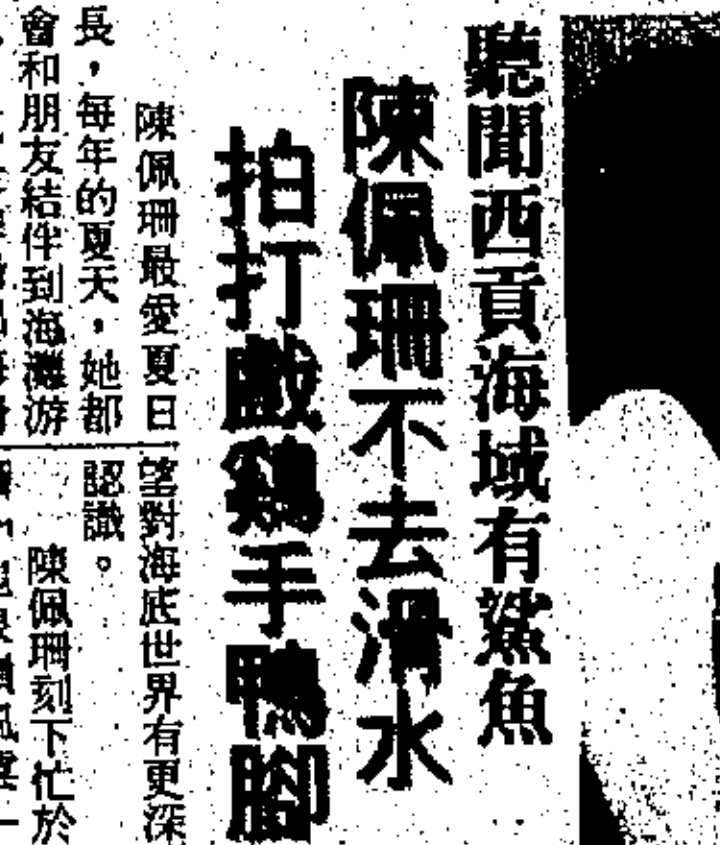 聽聞西貢海域有鯊魚
陳佩珊不去滑水
拍打戲鷄手鴨腳
陳佩珊最愛夏日
長，每年的夏天，她都
會和朋友結伴到海灘游
望對海底世界有更深
認識。
陳佩珊刻下忙於